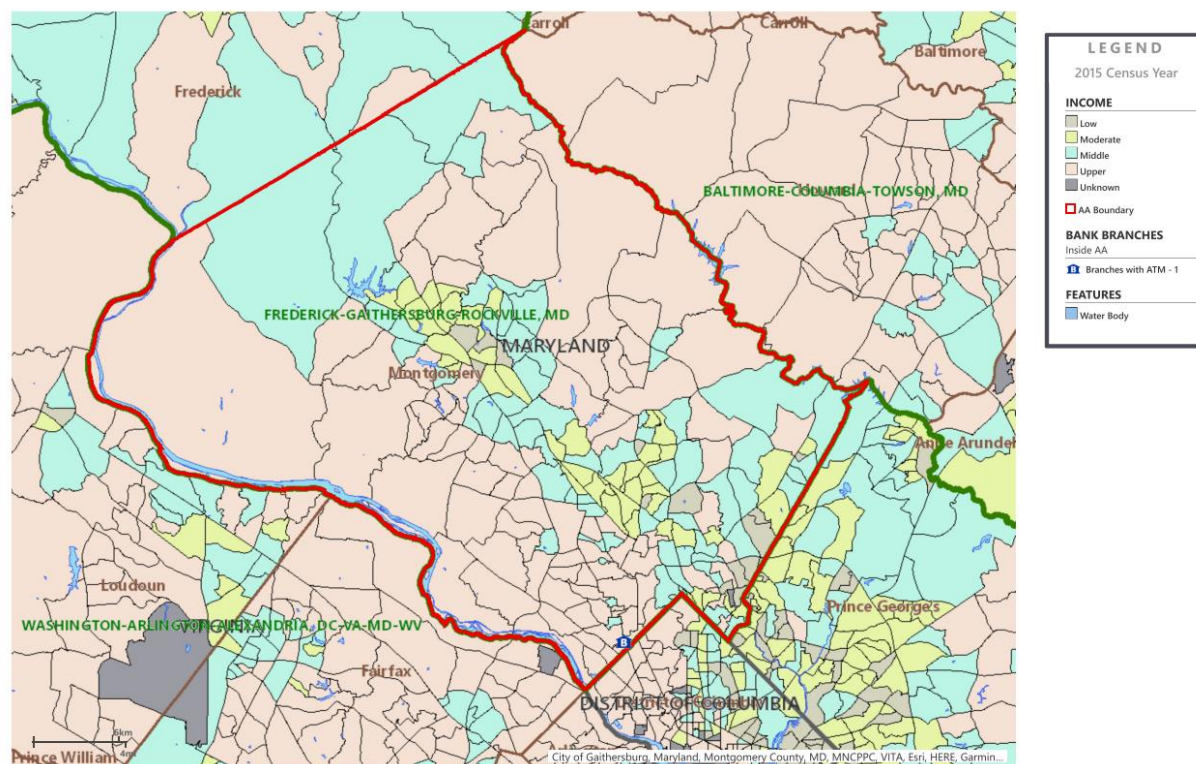 Carroll
Carroll
Baltimore
Frederick
BALTIMORE-COLUMBIA-TOWSON, MD
FREDERICK-GAITHERSBURG-ROCKVILLE, MD
MARYLAND
Montgomery
Anne Arundel
Loudoun
Prince George's
WASHINGTON-ARLINGTON-ALEXANDRIA, DC-VA-MD-WV
Fairfax
DISTRICT OF COLUMBIA
6km
4mi
Prince William
City of Gaithersburg, Maryland, Montgomery County, MD, MNCPPC, VITA, Esri, HERE, Garmin...
LEGEND
2015 Census Year
INCOME
Low
Moderate
Middle
Upper
Unknown
AA Boundary
BANK BRANCHES
Inside AA
B Branches with ATM - 1
FEATURES
Water Body